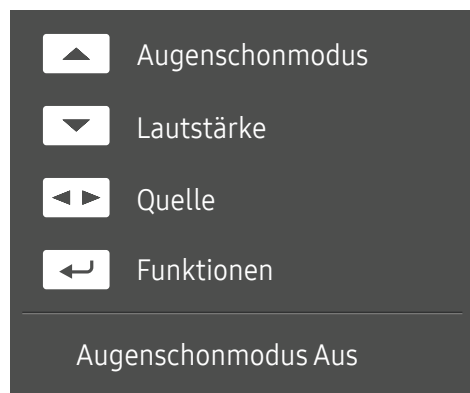 Augenschonmodus
Lautstärke
Quelle
Funktionen
Augenschonmodus Aus